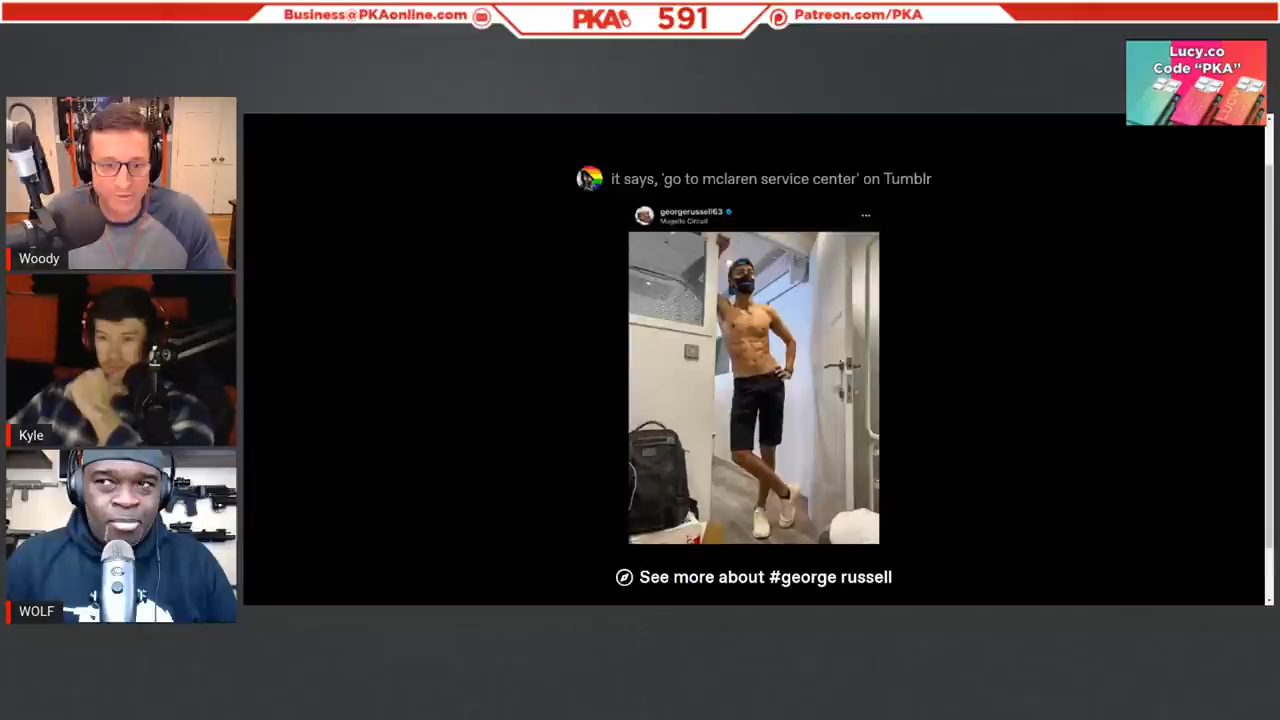 Business@PKAonline.com
PKA 591
Patreon.com/PKA
Lucy.co
Code “PKA”
Woody
Kyle
WOLF
it says, 'go to mclaren service center' on Tumblr
georgerussell63
Mugello Circuit
See more about #george russell